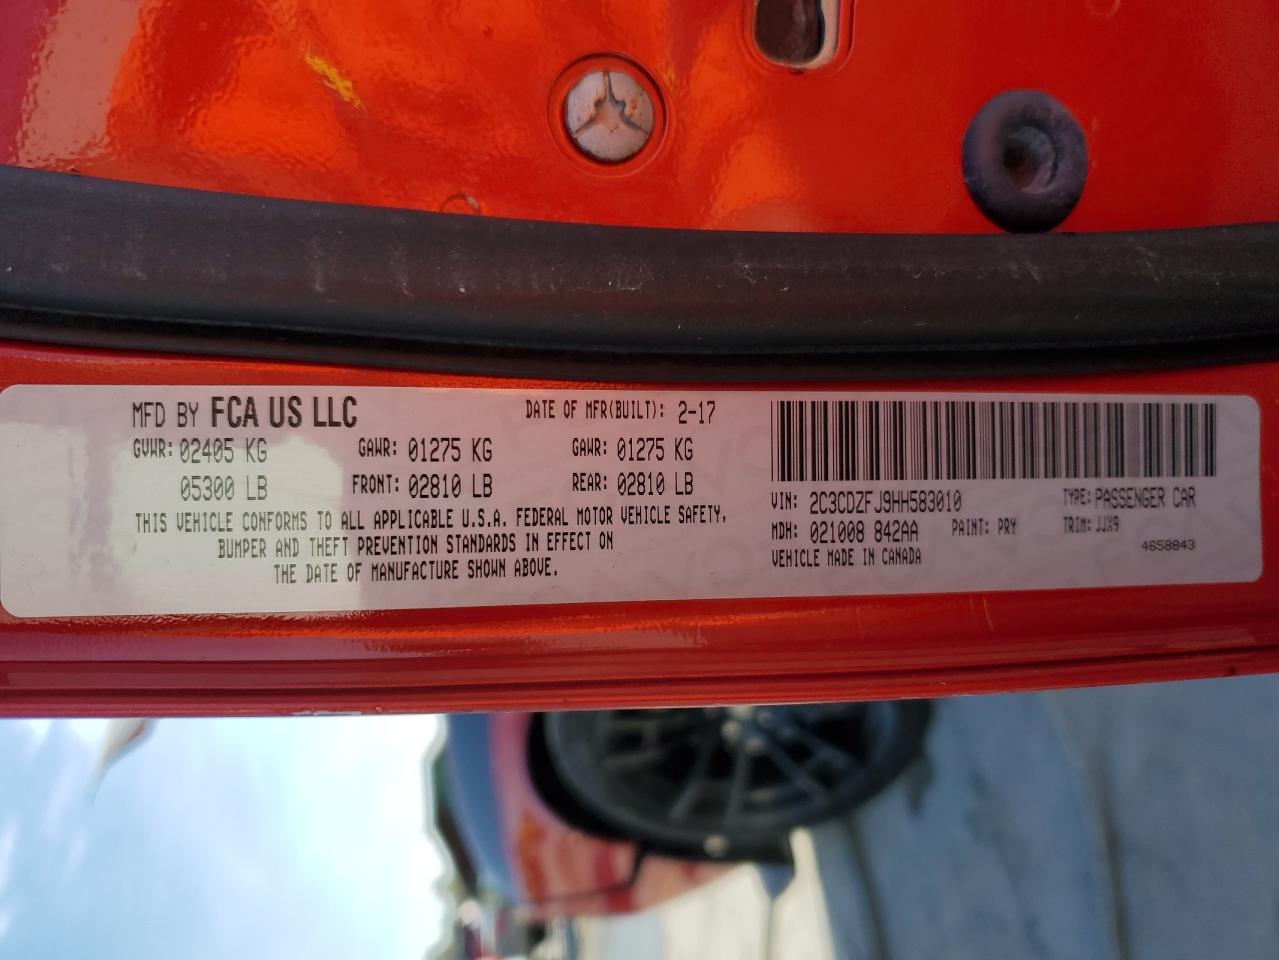 MFD BY FCA US LLC DATE OF MFR(BUILT): 2-17
GVWR: 02405 KG GAWR: 01275 KG GAWR: 01275 KG
05300 LB FRONT: 02810 LB REAR: 02810 LB
THIS VEHICLE CONFORMS TO ALL APPLICABLE U.S.A. FEDERAL MOTOR VEHICLE SAFETY,
BUMPER AND THEFT PREVENTION STANDARDS IN EFFECT ON
THE DATE OF MANUFACTURE SHOWN ABOVE.
VIN: 2C3CDZFJ9HH583010 TYPE: PASSENGER CAR
MDH: 021008 842AA PAINT: PRY TRIM: JJX9
VEHICLE MADE IN CANADA 4658843